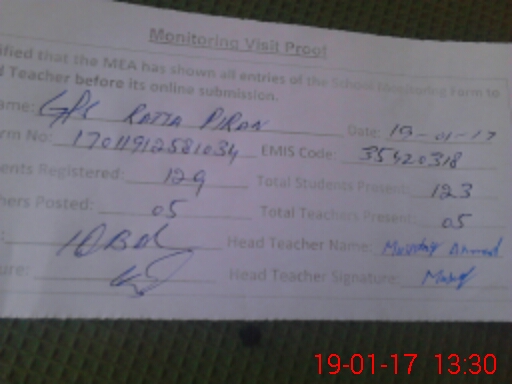 Monitoring Visit Proof
ified that the MEA has shown all entries of the School Monitoring Form to
d Teacher before its online submission.
ame: GPS RATTA PIRAN Date: 19-01-17
rm No: 17011912581034 EMIS Code: 35420318
ents Registered: 129 Total Students Present: 123
hers Posted: 05 Total Teachers Present: 05
: Head Teacher Name: Mushtaq Ahmad
ure: Head Teacher Signature:
19-01-17 13:30